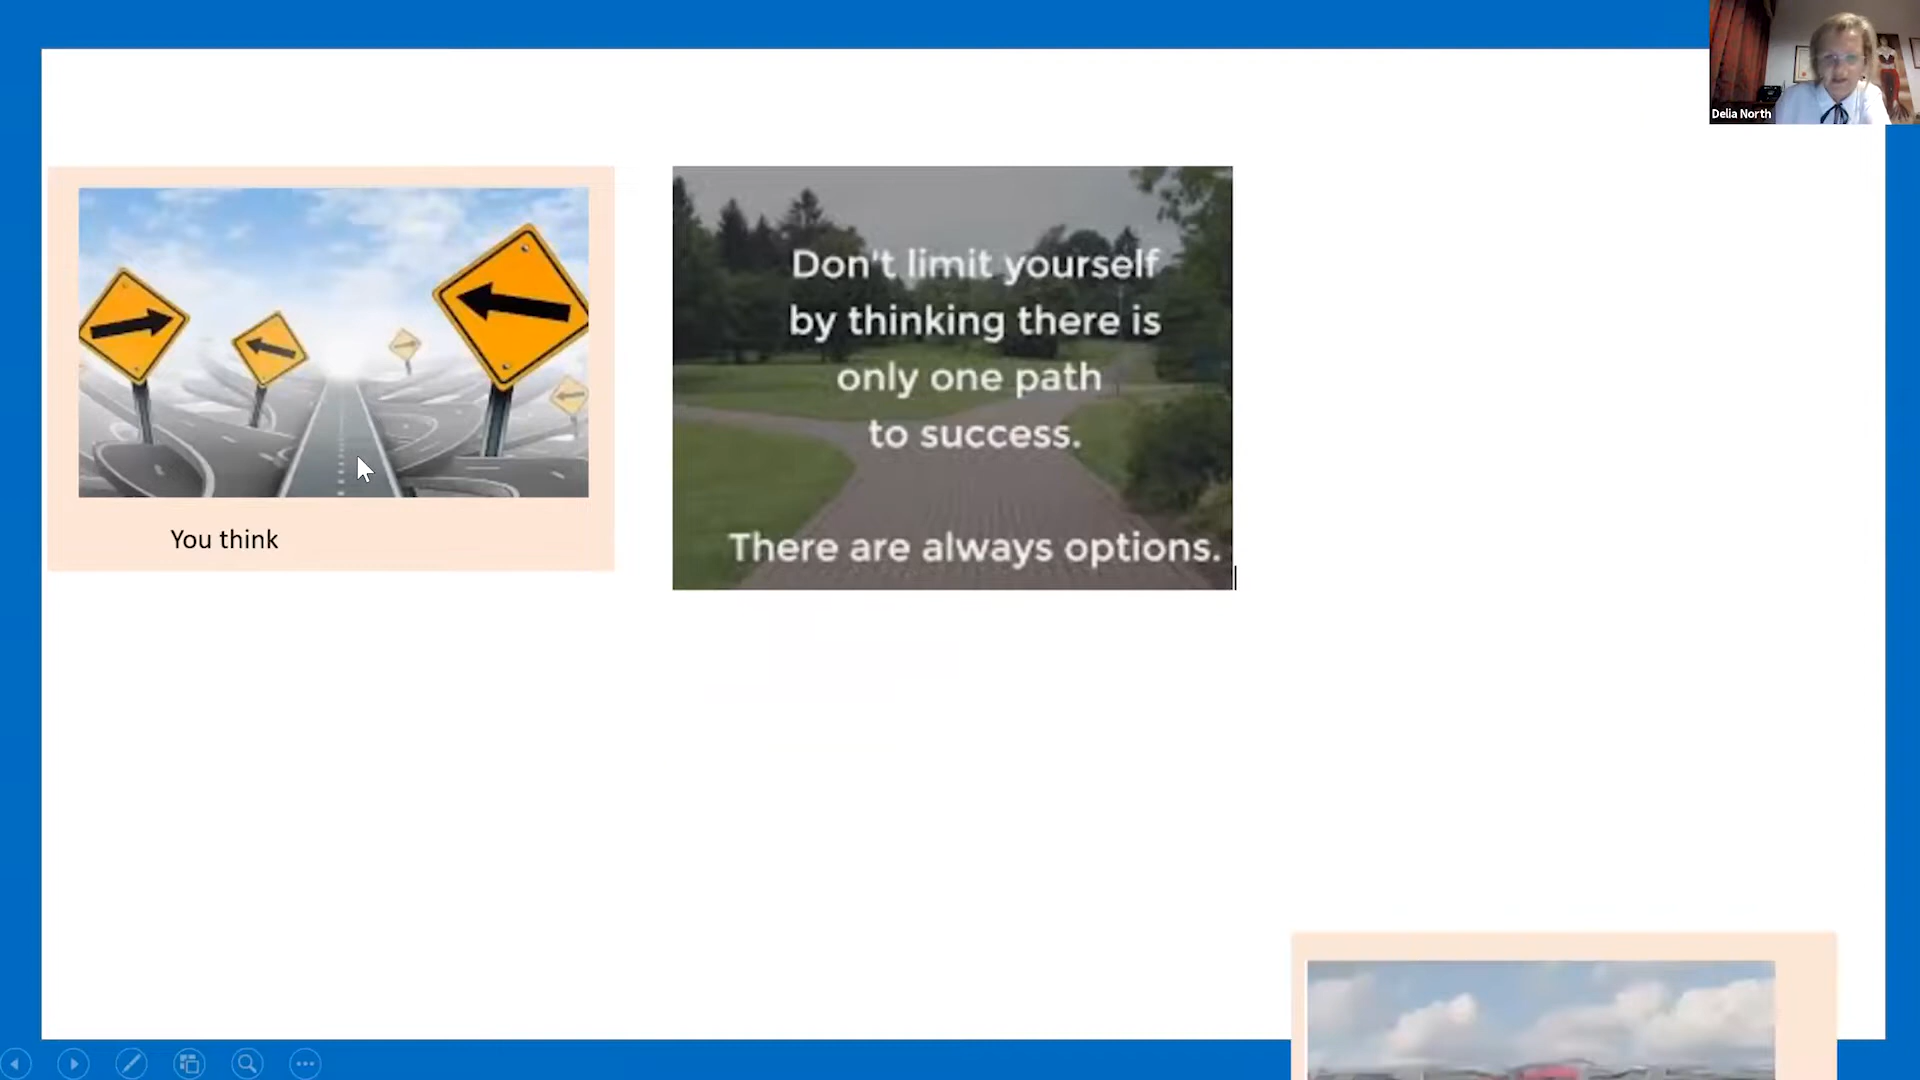 Delia North
Don't limit yourself
by thinking there is
only one path
to success.
There are always options.
You think